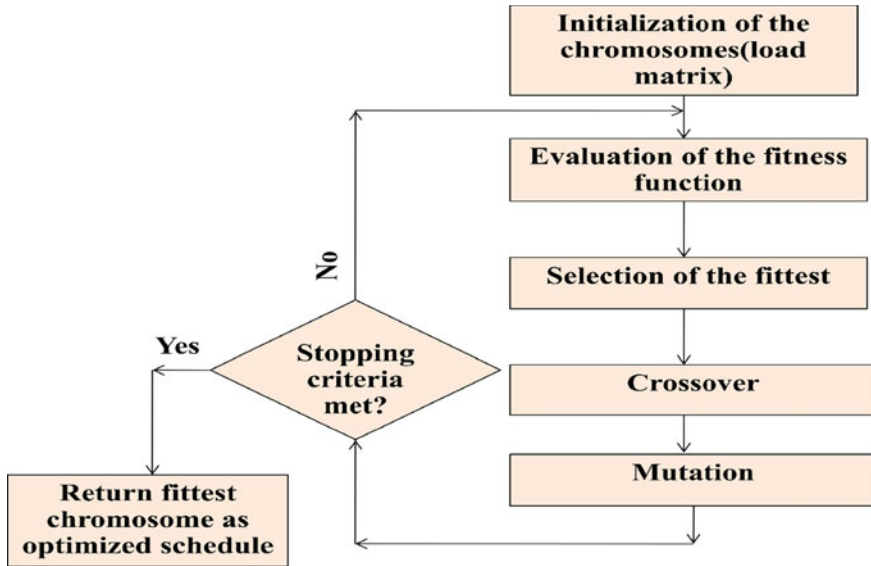 Initialization of the
chromosomes(load
matrix)
Evaluation of the fitness
function
Selection of the fittest
Crossover
Mutation
No
Yes
Stopping
criteria
met?
Return fittest
chromosome as
optimized schedule